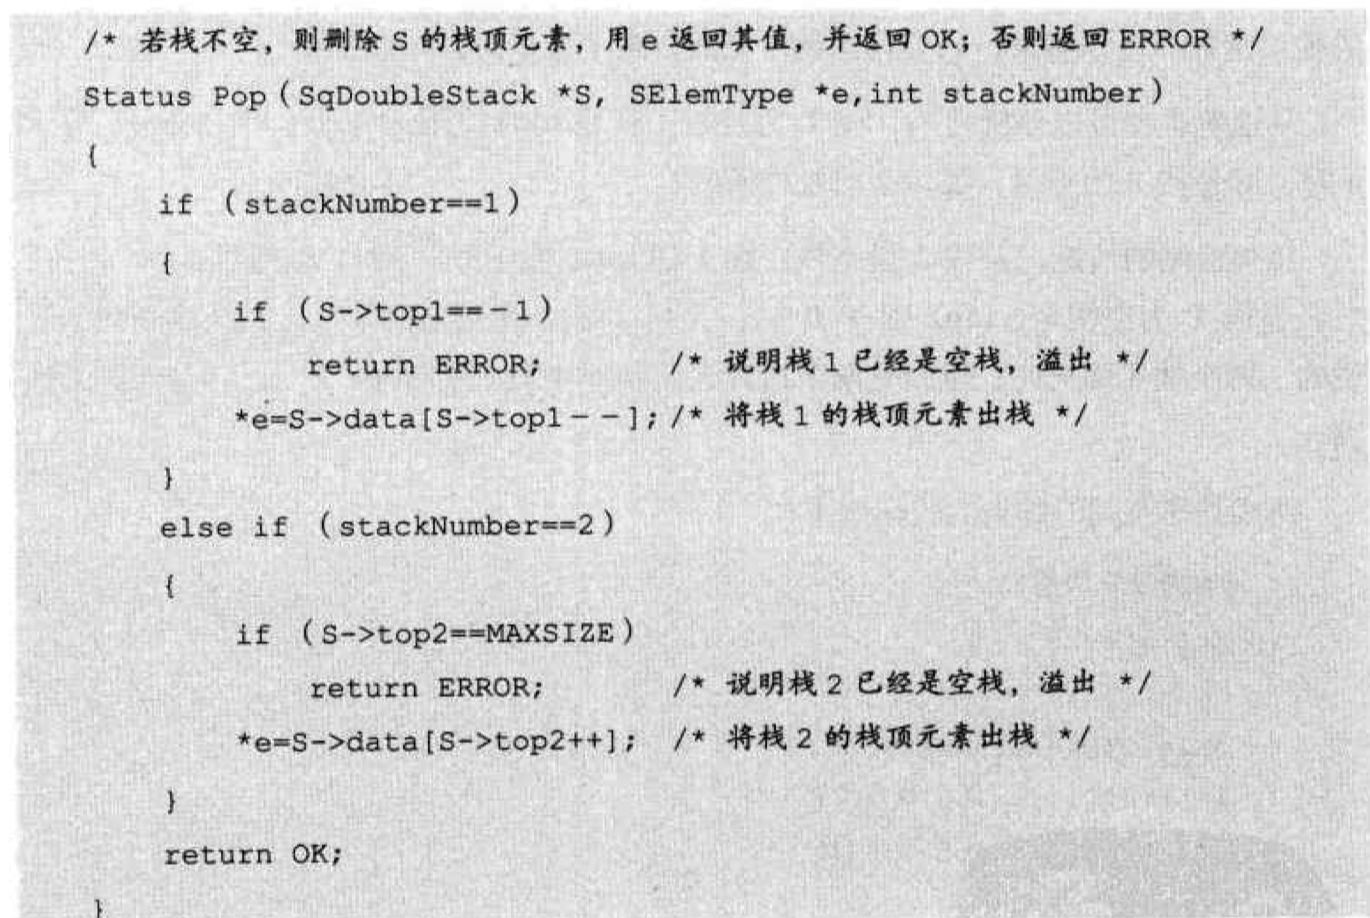 /* 若栈不空，则删除 S 的栈顶元素，用 e 返回其值，并返回 OK；否则返回 ERROR */
Status Pop（SqDoubleStack *S, SElemType *e,int stackNumber）
{
if （stackNumber==1）
{
if （S->top1==－1）
return ERROR; /* 说明栈 1 已经是空栈，溢出 */
*e=S->data[S->top1－－]; /* 将栈 1 的栈顶元素出栈 */
}
else if （stackNumber==2）
{
if （S->top2==MAXSIZE）
return ERROR; /* 说明栈 2 已经是空栈，溢出 */
*e=S->data[S->top2++]; /* 将栈 2 的栈顶元素出栈 */
}
return OK;
}